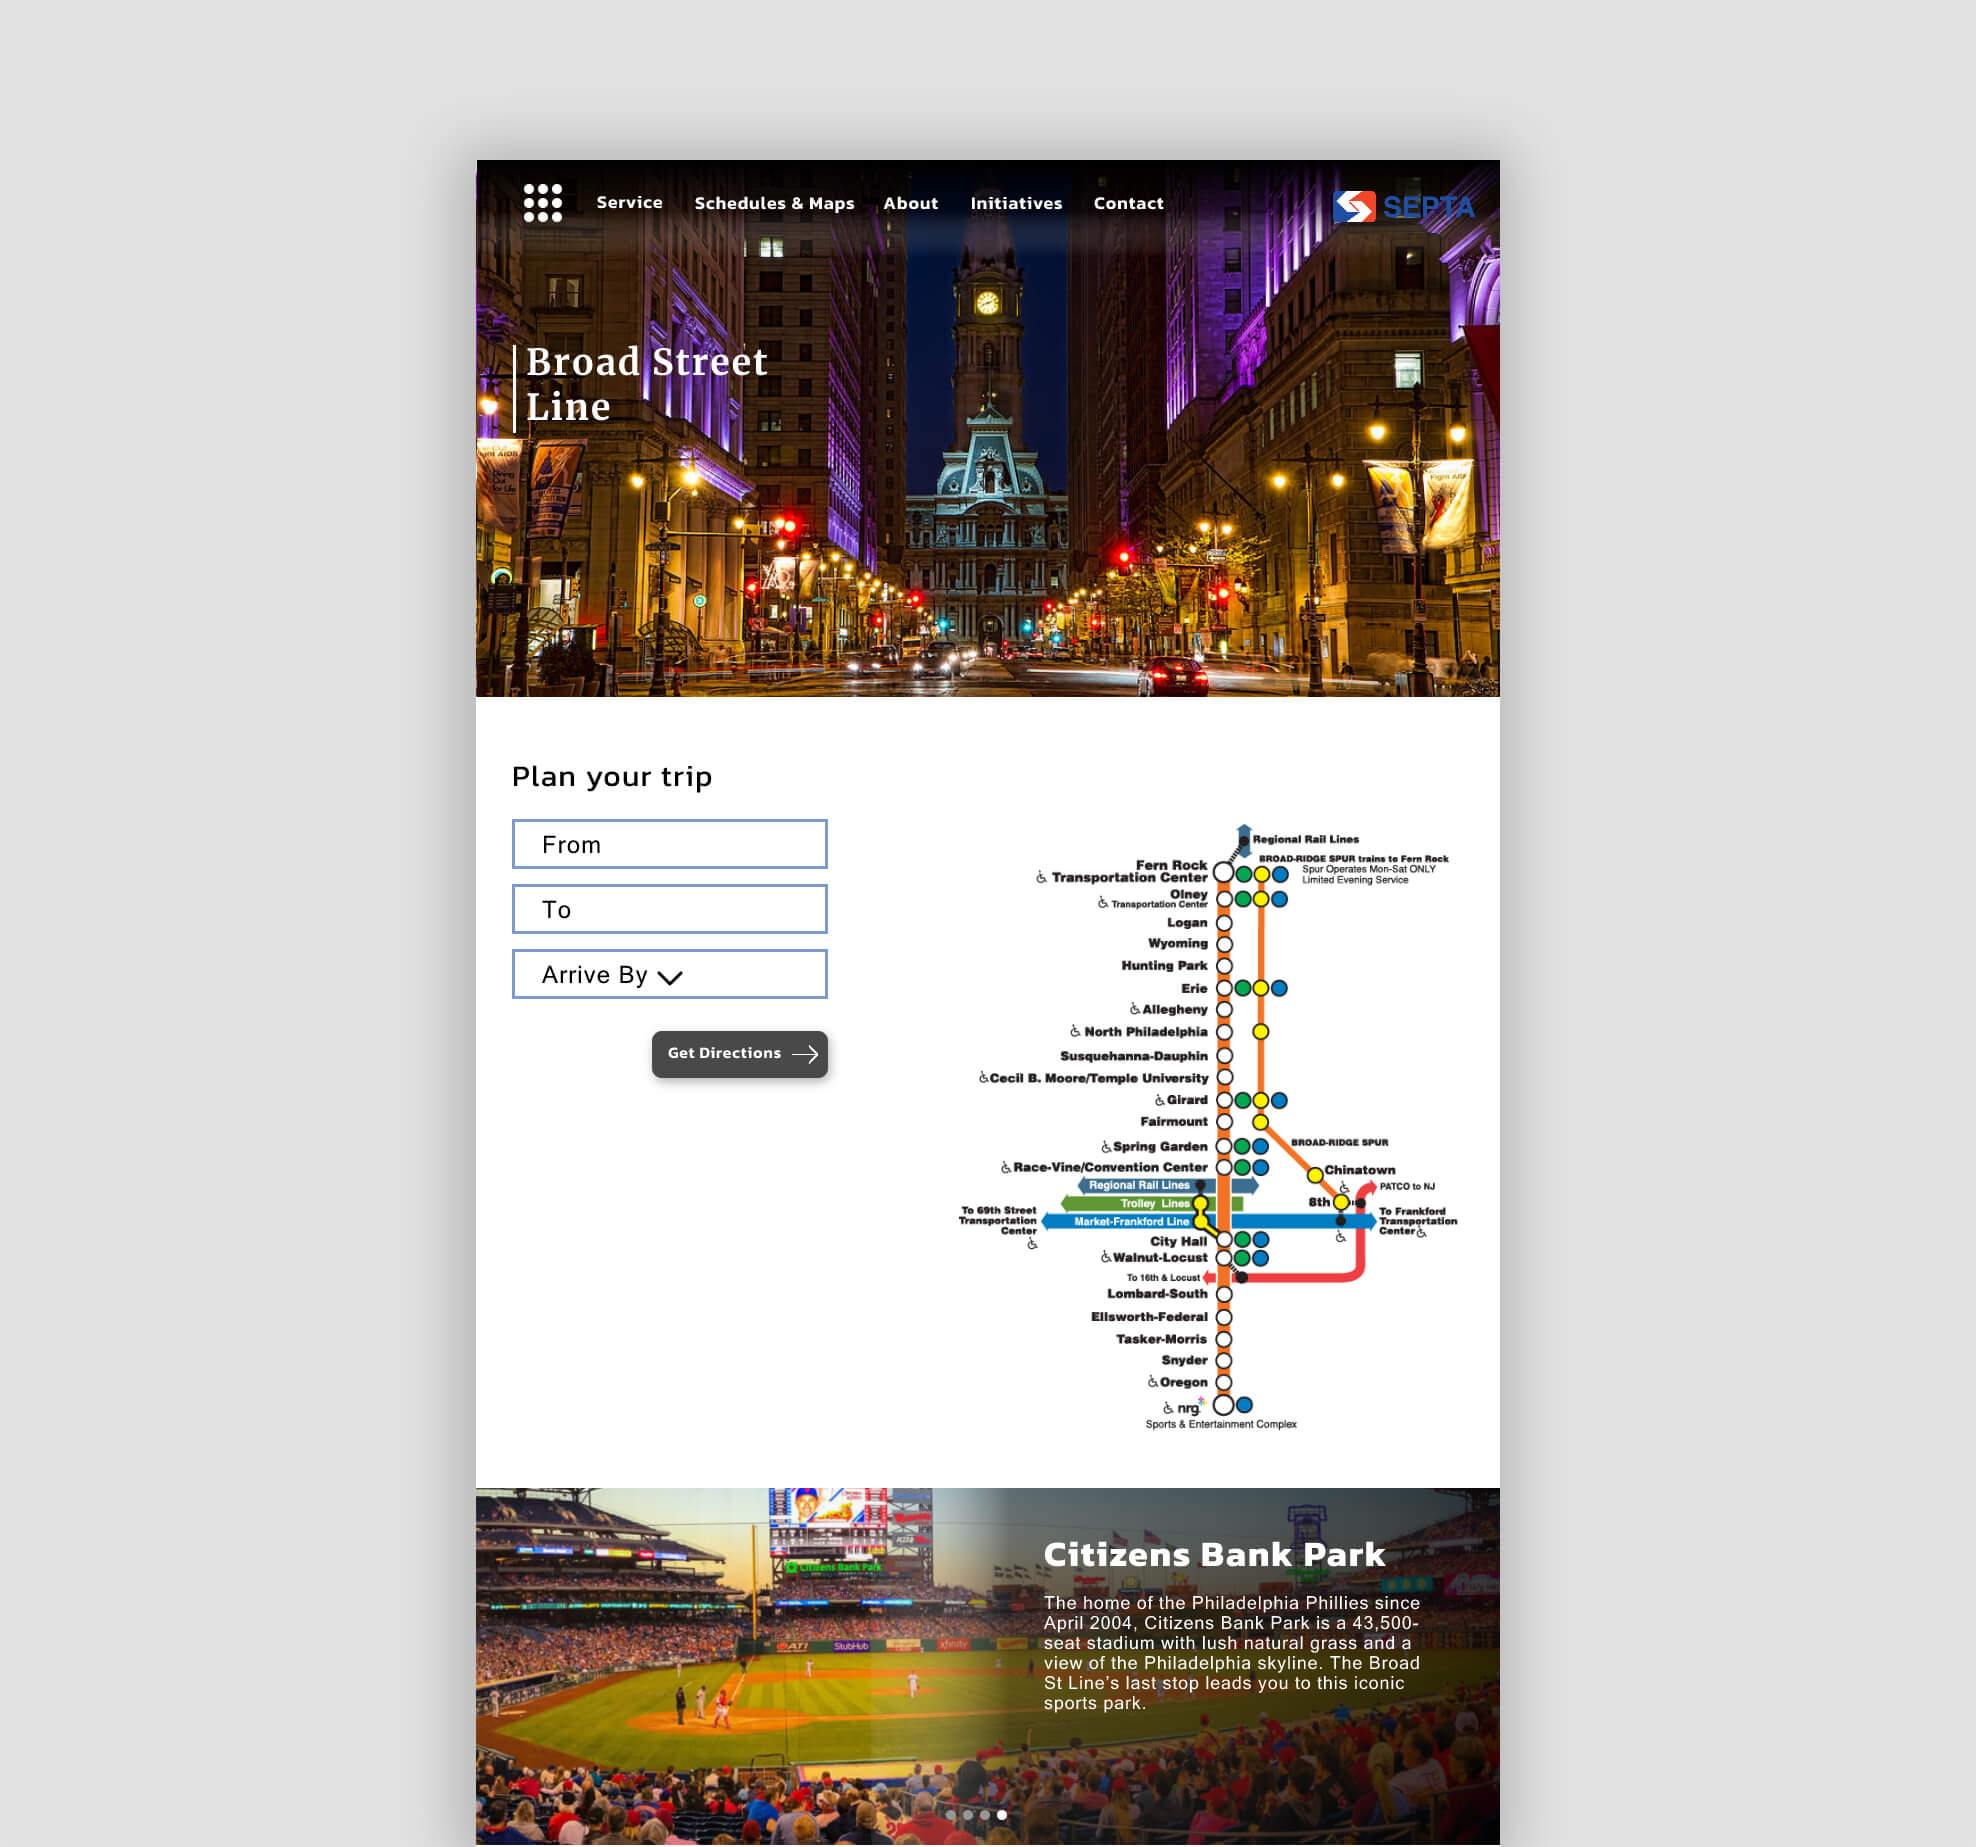 Service Schedules & Maps About Initiatives Contact
SEPTA
Broad Street
Line
Fight AIDS
Plan your trip
From
To
Arrive By
Get Directions
Regional Rail Lines
BROAD-RIDGE SPUR trains to Fern Rock
Spur Operates Mon-Sat ONLY
Limited Evening Service
Fern Rock
Transportation Center
Olney
Transportation Center
Logan
Wyoming
Hunting Park
Erie
Allegheny
North Philadelphia
Susquehanna-Dauphin
Cecil B. Moore/Temple University
Girard
Fairmount
Spring Garden
BROAD-RIDGE SPUR
Race-Vine/Convention Center
Chinatown
Regional Rail Lines
PATCO to NJ
Trolley Lines
8th
Market-Frankford Line
To 69th Street
Transportation
Center
To Frankford
Transportation
Center
City Hall
Walnut-Locust
To 16th & Locust
Lombard-South
Ellsworth-Federal
Tasker-Morris
Snyder
Oregon
nrg
Sports & Entertainment Complex
Citizens Bank Park
StubHub
xfinity
Citizens Bank Park
The home of the Philadelphia Phillies since
April 2004, Citizens Bank Park is a 43,500-
seat stadium with lush natural grass and a
view of the Philadelphia skyline. The Broad
St Line’s last stop leads you to this iconic
sports park.